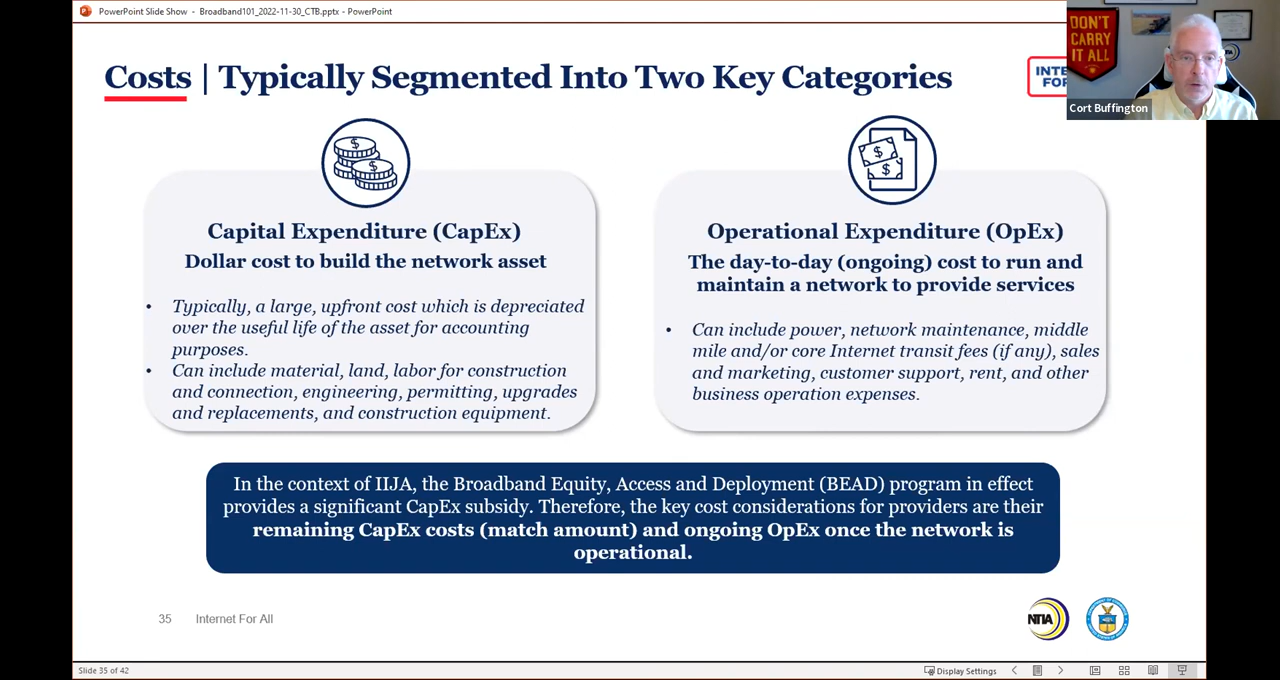 PowerPoint Slide Show - Broadband101_2022-11-30_CTB.pptx - PowerPoint
Costs | Typically Segmented Into Two Key Categories
INTE
FOR
DON'T
CARRY
IT ALL
Cort Buffington
Capital Expenditure (CapEx)
Dollar cost to build the network asset
• Typically, a large, upfront cost which is depreciated
over the useful life of the asset for accounting
purposes.
• Can include material, land, labor for construction
and connection, engineering, permitting, upgrades
and replacements, and construction equipment.
Operational Expenditure (OpEx)
The day-to-day (ongoing) cost to run and
maintain a network to provide services
• Can include power, network maintenance, middle
mile and/or core Internet transit fees (if any), sales
and marketing, customer support, rent, and other
business operation expenses.
In the context of IIJA, the Broadband Equity, Access and Deployment (BEAD) program in effect
provides a significant CapEx subsidy. Therefore, the key cost considerations for providers are their
remaining CapEx costs (match amount) and ongoing OpEx once the network is
operational.
35 Internet For All
NTIA
Slide 35 of 42
Display Settings